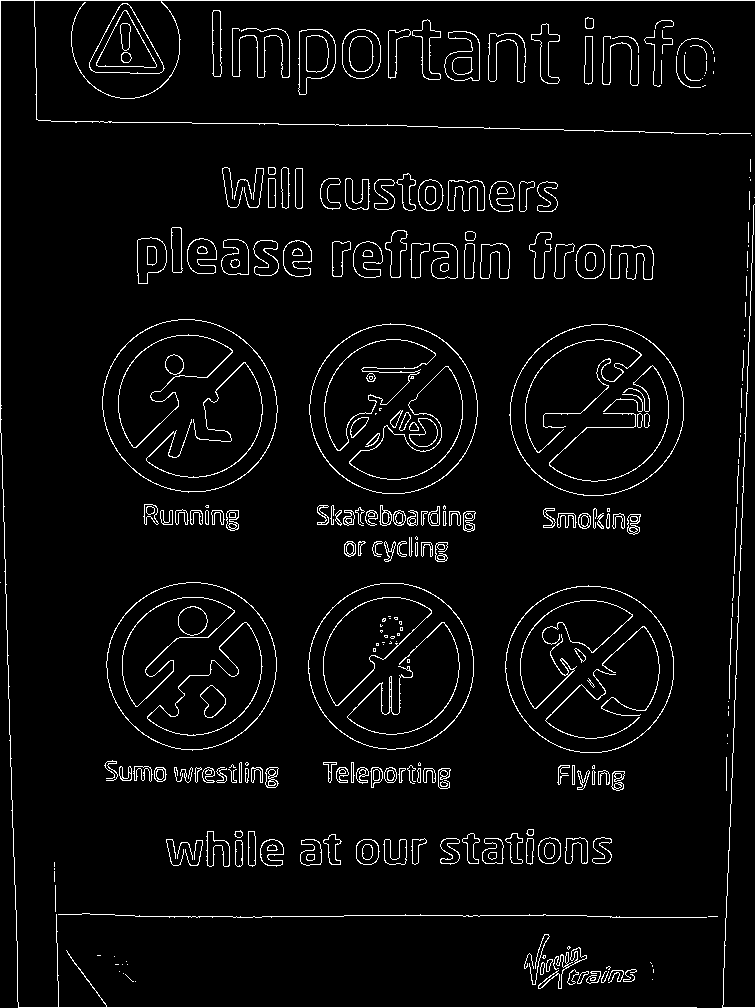 Important info
Will customers
please refrain from
Running
Skateboarding
or cycling
Smoking
Sumo wrestling
Teleporting
Flying
while at our stations
Virgin trains